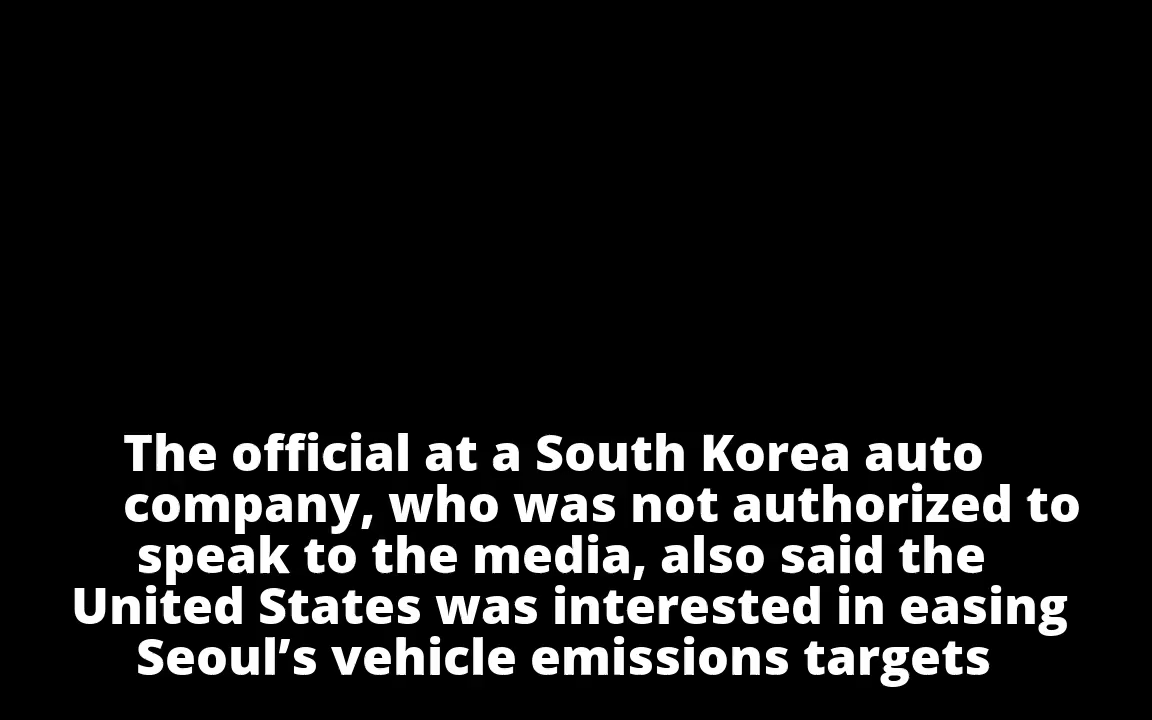 The official at a South Korea auto
company, who was not authorized to
speak to the media, also said the
United States was interested in easing
Seoul’s vehicle emissions targets